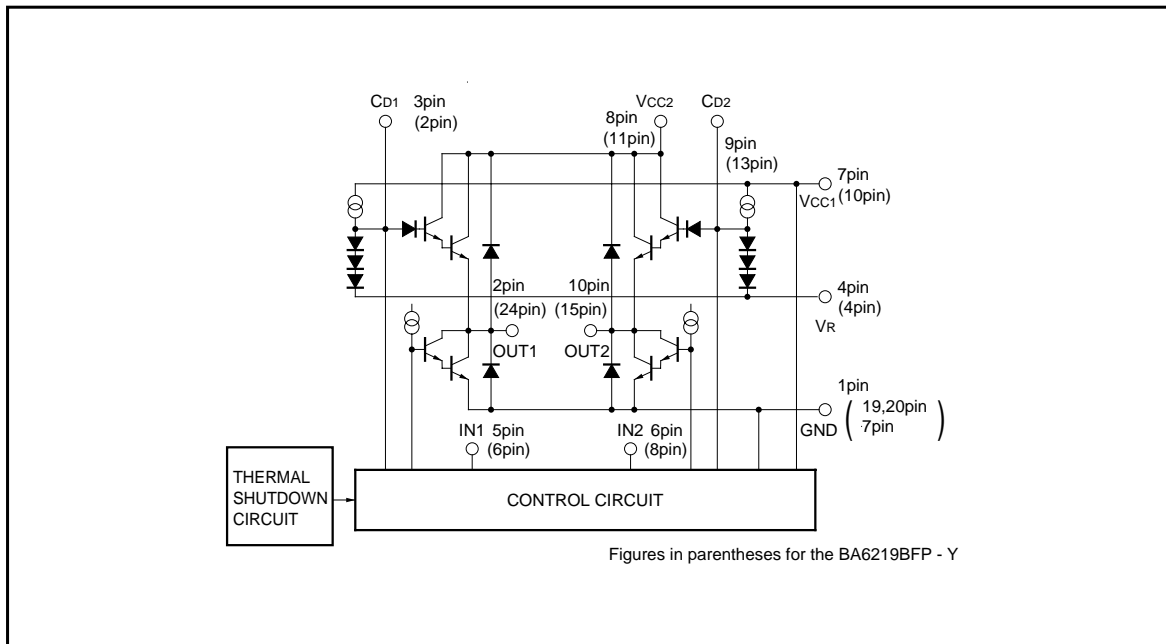 CD1 3pin
(2pin)
VCC2
8pin
(11pin)
CD2
9pin
(13pin)
7pin
(10pin)
VCC1
2pin
(24pin)
10pin
(15pin)
4pin
(4pin)
VR
OUT1
OUT2
1pin
GND ( 19,20pin
7pin )
IN1 5pin
(6pin)
IN2 6pin
(8pin)
THERMAL
SHUTDOWN
CIRCUIT
CONTROL CIRCUIT
Figures in parentheses for the BA6219BFP - Y